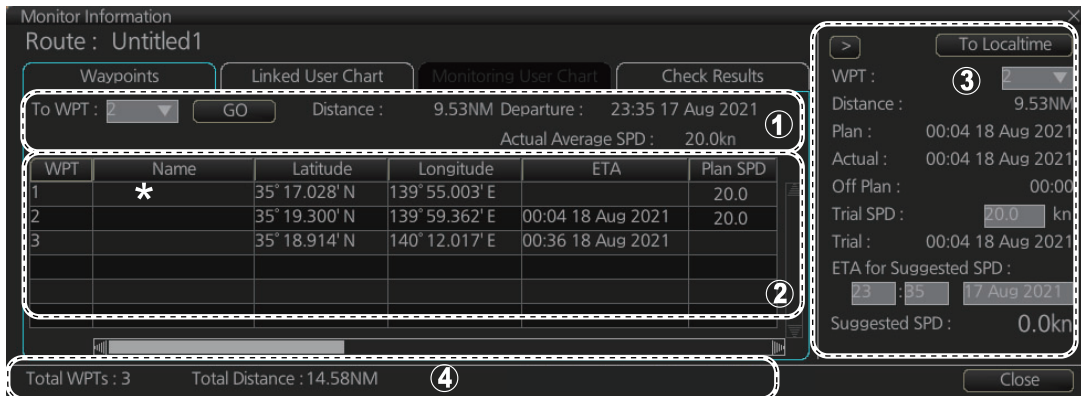 Monitor Information
Route : Untitled1
Waypoints Linked User Chart Monitoring User Chart Check Results
To WPT : 2 GO Distance : 9.53NM Departure : 23:35 17 Aug 2021
Actual Average SPD : 20.0kn
1
WPT Name Latitude Longitude ETA Plan SPD
1 * 35° 17.028' N 139° 55.003' E 20.0
2 35° 19.300' N 139° 59.362' E 00:04 18 Aug 2021 20.0
3 35° 18.914' N 140° 12.017' E 00:36 18 Aug 2021
2
> To Localtime
WPT : 2
3
Distance : 9.53NM
Plan : 00:04 18 Aug 2021
Actual : 00:04 18 Aug 2021
Off Plan : 00:00
Trial SPD : 20.0 kn
Trial : 00:04 18 Aug 2021
ETA for Suggested SPD :
23 : 35 17 Aug 2021
Suggested SPD : 0.0kn
Total WPTs : 3 Total Distance : 14.58NM 4
Close